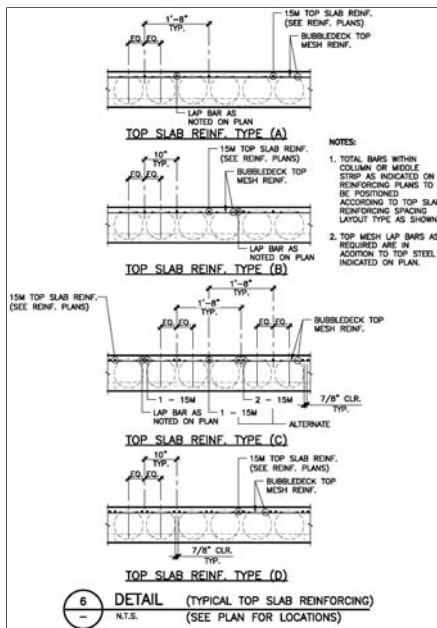 1'-8"
TYP.
EQ. EQ.
15M TOP SLAB REINF.
(SEE REINF. PLANS)
BUBBLEDECK TOP
MESH REINF.
LAP BAR AS
NOTED ON PLAN
TOP SLAB REINF. TYPE (A)
NOTES:
1. TOTAL BARS WITHIN
COLUMN OR MIDDLE
STRIP AS INDICATED ON
REINFORCING PLANS TO
BE POSITIONED
ACCORDING TO TOP SLAB
REINFORCING SPACING
LAYOUT TYPE AS SHOWN
2. TOP MESH LAP BARS AS
REQUIRED ARE IN
ADDITION TO TOP STEEL
INDICATED ON PLAN.
10"
TYP.
EQ. EQ.
15M TOP SLAB REINF.
(SEE REINF. PLANS)
BUBBLEDECK TOP
MESH REINF.
LAP BAR AS
NOTED ON PLAN
TOP SLAB REINF. TYPE (B)
1'-8"
TYP.
1'-8"
TYP.
15M TOP SLAB REINF.
(SEE REINF. PLANS)
EQ. EQ. EQ. EQ.
BUBBLEDECK TOP
MESH REINF.
1 - 15M
2 - 15M
7/8" CLR.
TYP.
LAP BAR AS
NOTED ON PLAN
1 - 15M
ALTERNATE
TOP SLAB REINF. TYPE (C)
10"
TYP.
EQ. EQ.
15M TOP SLAB REINF.
(SEE REINF. PLANS)
BUBBLEDECK TOP
MESH REINF.
7/8" CLR.
TYP.
TOP SLAB REINF. TYPE (D)
6
-
DETAIL (TYPICAL TOP SLAB REINFORCING)
N.T.S. (SEE PLAN FOR LOCATIONS)